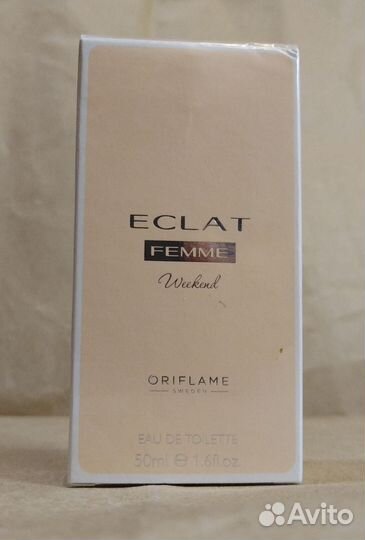 ECLAT
FEMME
Weekend
ORIFLAME
SWEDEN
EAU DE TOILETTE
50ml ℮ 1.6fl.oz.
Avito